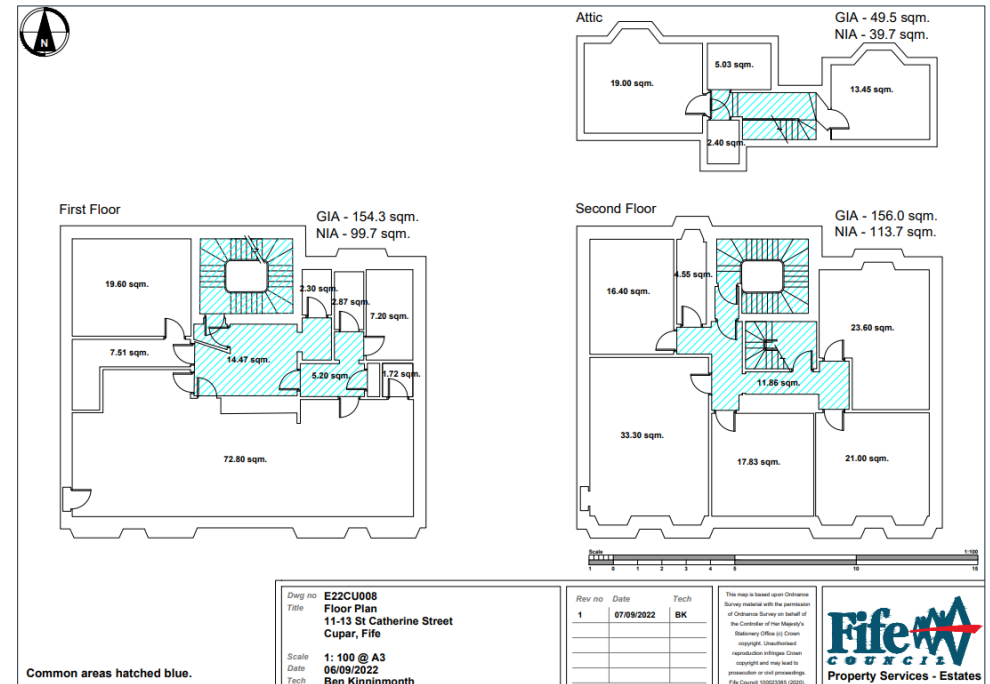 N
Attic
GIA - 49.5 sqm.
NIA - 39.7 sqm.
19.00 sqm.
5.03 sqm.
13.45 sqm.
2.40 sqm.
First Floor
GIA - 154.3 sqm.
NIA - 99.7 sqm.
19.60 sqm.
2.30 sqm.
2.87 sqm.
7.20 sqm.
7.51 sqm.
14.47 sqm.
5.20 sqm.
1.72 sqm.
72.80 sqm.
Second Floor
GIA - 156.0 sqm.
NIA - 113.7 sqm.
16.40 sqm.
4.55 sqm.
23.60 sqm.
11.86 sqm.
33.30 sqm.
17.83 sqm.
21.00 sqm.
Scale 1:100
1 0 1 2 3 4 5 10 15
Common areas hatched blue.
Dwg no E22CU008
Title Floor Plan
11-13 St Catherine Street
Cupar, Fife
Scale 1: 100 @ A3
Date 06/09/2022
Tech Ben Kinninmonth
Rev no Date Tech
1 07/09/2022 BK
This map is based upon Ordnance
Survey material with the permission
of Ordnance Survey on behalf of
the Controller of Her Majesty's
Stationery Office (c) Crown
copyright. Unauthorised
reproduction infringes Crown
copyright and may lead to
prosecution or civil proceedings.
Fife Council 100023385 (2020).
Fife
COUNCIL
Property Services - Estates